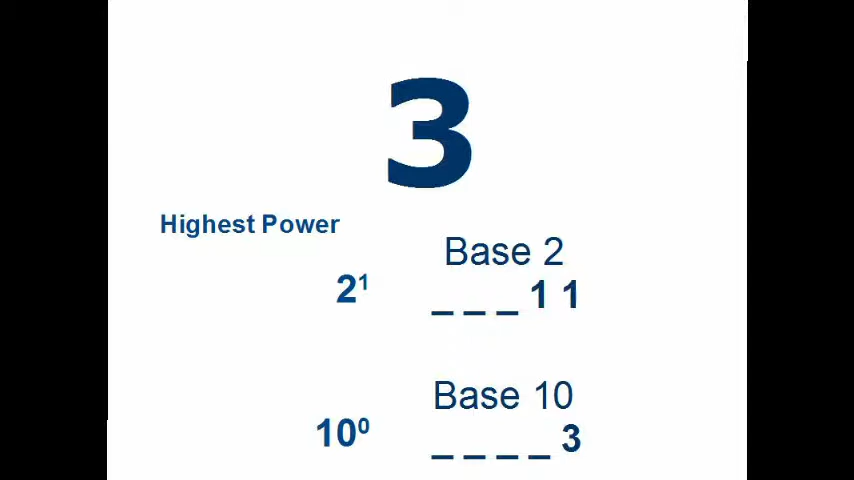 3
Highest Power
Base 2
2¹ _ _ _ 1 1
Base 10
10⁰ _ _ _ _ 3